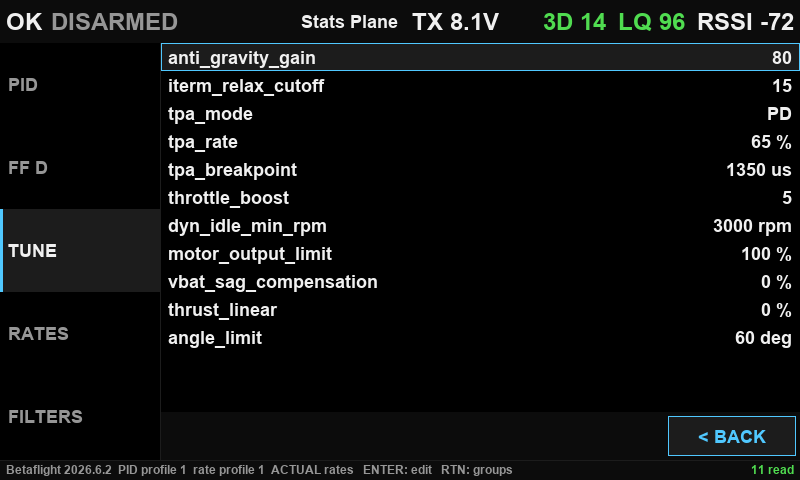 OK DISARMED Stats Plane TX 8.1V 3D 14 LQ 96 RSSI -72
PID
FF D
TUNE
RATES
FILTERS
anti_gravity_gain 80
iterm_relax_cutoff 15
tpa_mode PD
tpa_rate 65 %
tpa_breakpoint 1350 us
throttle_boost 5
dyn_idle_min_rpm 3000 rpm
motor_output_limit 100 %
vbat_sag_compensation 0 %
thrust_linear 0 %
angle_limit 60 deg
< BACK
Betaflight 2026.6.2 PID profile 1 rate profile 1 ACTUAL rates ENTER: edit RTN: groups 11 read